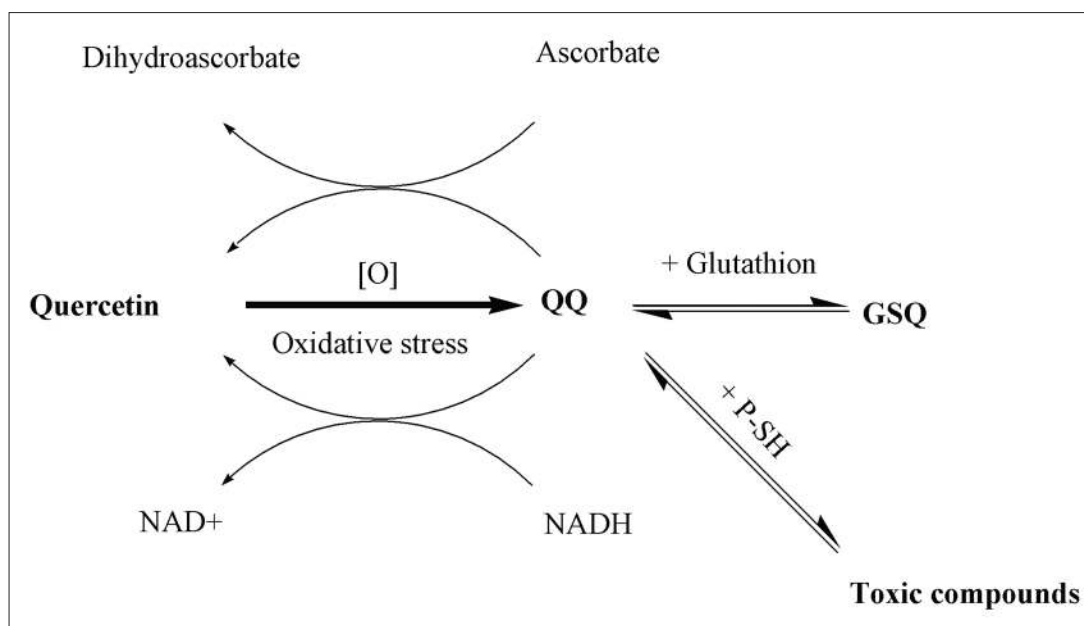 Dihydroascorbate
Ascorbate
[O]
+ Glutathion
Quercetin
QQ
GSQ
Oxidative stress
+ P-SH
NAD+
NADH
Toxic compounds